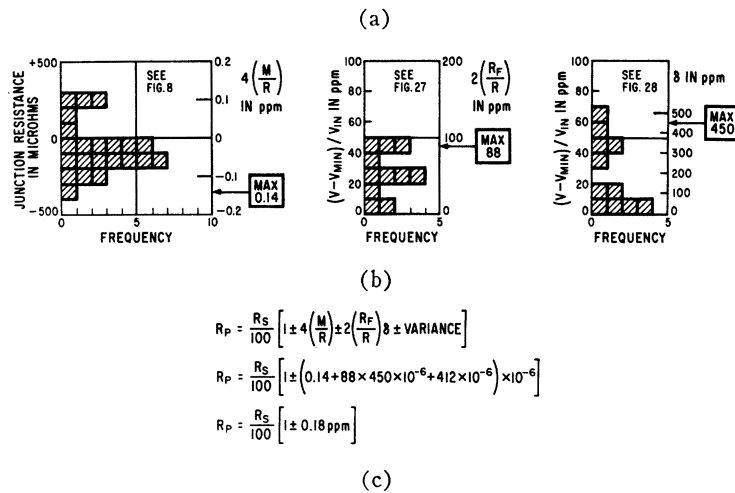 (a)
JUNCTION RESISTANCE
IN MICROHMS
+500
0
-500
SEE
FIG. 8
0.2
0.1
0
-0.1
-0.2
4(M/R)
IN ppm
MAX
0.14
0 5 10
FREQUENCY
(V-VMIN)/VIN IN ppm
100
80
60
40
20
0
SEE
FIG. 27
200
100
0
2(RF/R)
IN ppm
MAX
88
0 5
FREQUENCY
(V-VMIN)/VIN IN ppm
100
80
60
40
20
0
SEE
FIG. 28
δ IN ppm
500
400
300
200
100
0
MAX
450
0 5
FREQUENCY
(b)
RP = RS/100 [1 ± 4(M/R) ± 2(RF/R)δ ± VARIANCE]
RP = RS/100 [1 ± (0.14 + 88 × 450 × 10⁻⁶ + 412 × 10⁻⁶) × 10⁻⁶]
RP = RS/100 [1 ± 0.18 ppm]
(c)